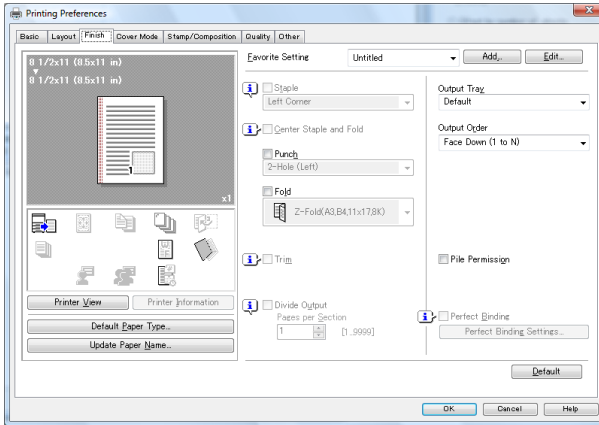 Printing Preferences
Basic Layout Finish Cover Mode Stamp/Composition Quality Other
8 1/2x11 (8.5x11 in)
8 1/2x11 (8.5x11 in)
1
x1
Printer View Printer Information
Default Paper Type...
Update Paper Name...
Favorite Setting Untitled Add... Edit...
Staple
Left Corner
Center Staple and Fold
Punch
2-Hole (Left)
Fold
Z-Fold(A3,B4,11x17,8K)
Trim
Divide Output
Pages per Section
1 [1..9999]
Output Tray
Default
Output Order
Face Down (1 to N)
Pile Permission
Perfect Binding
Perfect Binding Settings...
Default
OK Cancel Help